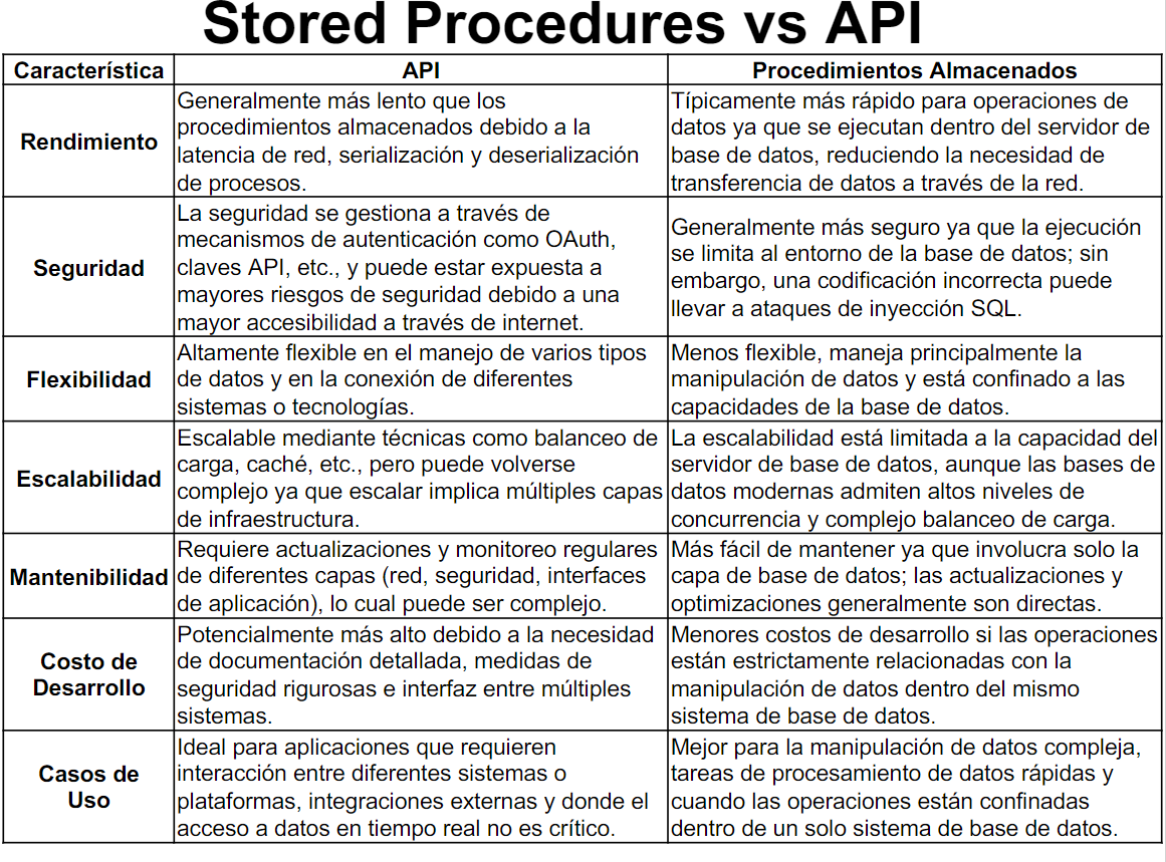 Stored Procedures vs API
Característica
API
Procedimientos Almacenados
Rendimiento
Generalmente más lento que los
procedimientos almacenados debido a la
latencia de red, serialización y deserialización
de procesos.
Típicamente más rápido para operaciones de
datos ya que se ejecutan dentro del servidor de
base de datos, reduciendo la necesidad de
transferencia de datos a través de la red.
Seguridad
La seguridad se gestiona a través de
mecanismos de autenticación como OAuth,
claves API, etc., y puede estar expuesta a
mayores riesgos de seguridad debido a una
mayor accesibilidad a través de internet.
Generalmente más seguro ya que la ejecución
se limita al entorno de la base de datos; sin
embargo, una codificación incorrecta puede
llevar a ataques de inyección SQL.
Flexibilidad
Altamente flexible en el manejo de varios tipos
de datos y en la conexión de diferentes
sistemas o tecnologías.
Menos flexible, maneja principalmente la
manipulación de datos y está confinado a las
capacidades de la base de datos.
Escalabilidad
Escalable mediante técnicas como balanceo de
carga, caché, etc., pero puede volverse
complejo ya que escalar implica múltiples capas
de infraestructura.
La escalabilidad está limitada a la capacidad del
servidor de base de datos, aunque las bases de
datos modernas admiten altos niveles de
concurrencia y complejo balanceo de carga.
Mantenibilidad
Requiere actualizaciones y monitoreo regulares
de diferentes capas (red, seguridad, interfaces
de aplicación), lo cual puede ser complejo.
Más fácil de mantener ya que involucra solo la
capa de base de datos; las actualizaciones y
optimizaciones generalmente son directas.
Costo de
Desarrollo
Potencialmente más alto debido a la necesidad
de documentación detallada, medidas de
seguridad rigurosas e interfaz entre múltiples
sistemas.
Menores costos de desarrollo si las operaciones
están estrictamente relacionadas con la
manipulación de datos dentro del mismo
sistema de base de datos.
Casos de
Uso
Ideal para aplicaciones que requieren
interacción entre diferentes sistemas o
plataformas, integraciones externas y donde el
acceso a datos en tiempo real no es crítico.
Mejor para la manipulación de datos compleja,
tareas de procesamiento de datos rápidas y
cuando las operaciones están confinadas
dentro de un solo sistema de base de datos.